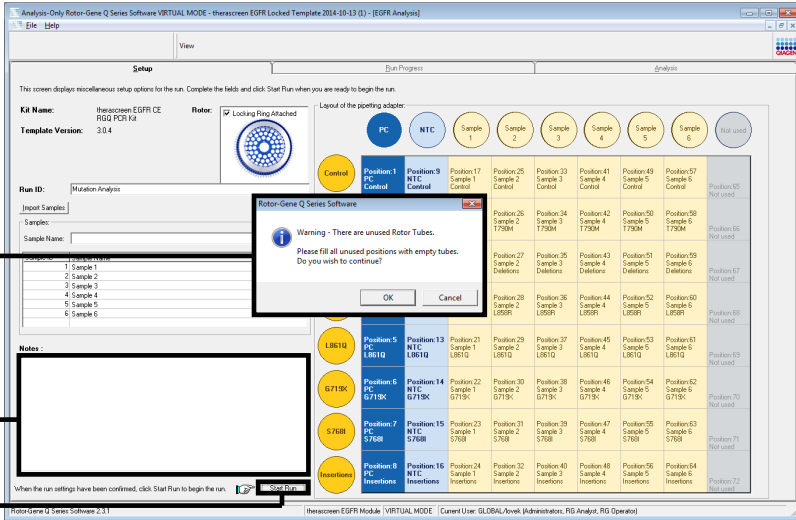 Analysis-Only Rotor-Gene Q Series Software VIRTUAL MODE - therascreen EGFR Locked Template 2014-10-13 (1) - [EGFR Analysis]
File Help
View
QIAGEN
Setup
Run Progress
Analysis
This screen displays miscellaneous setup options for the run. Complete the fields and click Start Run when you are ready to begin the run.
Kit Name: therascreen EGFR CE RGQ PCR Kit
Template Version: 3.0.4
Rotor:
Locking Ring Attached
Run ID: Mutation Analysis
Import Samples
Samples:
Sample Name:
Sample ID Sample Name
1 Sample 1
2 Sample 2
3 Sample 3
4 Sample 4
5 Sample 5
6 Sample 6
Notes :
When the run settings have been confirmed, click Start Run to begin the run.
Start Run
Layout of the pipetting adapter:
PC NTC Sample 1 Sample 2 Sample 3 Sample 4 Sample 5 Sample 6 Not used
Control
Position:1 Position:9 Position:17 Position:25 Position:33 Position:41 Position:49 Position:57
PC NTC Sample 1 Sample 2 Sample 3 Sample 4 Sample 5 Sample 6
Control Control Control Control Control Control Control Control Position:65
Not used
Position:26 Position:34 Position:42 Position:50 Position:58
Sample 2 Sample 3 Sample 4 Sample 5 Sample 6
T790M T790M T790M T790M T790M Position:66
Not used
Position:27 Position:35 Position:43 Position:51 Position:59
Sample 2 Sample 3 Sample 4 Sample 5 Sample 6
Deletions Deletions Deletions Deletions Deletions Position:67
Not used
Position:28 Position:36 Position:44 Position:52 Position:60
Sample 2 Sample 3 Sample 4 Sample 5 Sample 6
L858R L858R L858R L858R L858R Position:68
Not used
L861Q
Position:5 Position:13 Position:21 Position:29 Position:37 Position:45 Position:53 Position:61
PC NTC Sample 1 Sample 2 Sample 3 Sample 4 Sample 5 Sample 6
L861Q L861Q L861Q L861Q L861Q L861Q L861Q L861Q Position:69
Not used
G719X
Position:6 Position:14 Position:22 Position:30 Position:38 Position:46 Position:54 Position:62
PC NTC Sample 1 Sample 2 Sample 3 Sample 4 Sample 5 Sample 6
G719X G719X G719X G719X G719X G719X G719X G719X Position:70
Not used
S768I
Position:7 Position:15 Position:23 Position:31 Position:39 Position:47 Position:55 Position:63
PC NTC Sample 1 Sample 2 Sample 3 Sample 4 Sample 5 Sample 6
S768I S768I S768I S768I S768I S768I S768I S768I Position:71
Not used
Insertions
Position:8 Position:16 Position:24 Position:32 Position:40 Position:48 Position:56 Position:64
PC NTC Sample 1 Sample 2 Sample 3 Sample 4 Sample 5 Sample 6
Insertions Insertions Insertions Insertions Insertions Insertions Insertions Insertions Position:72
Not used
Rotor-Gene Q Series Software
Warning - There are unused Rotor Tubes.
Please fill all unused positions with empty tubes.
Do you wish to continue?
OK Cancel
Rotor-Gene Q Series Software 2.3.1
therascreen EGFR Module VIRTUAL MODE Current User: GLOBAL/lovek (Administrators, RG Analyst, RG Operator)